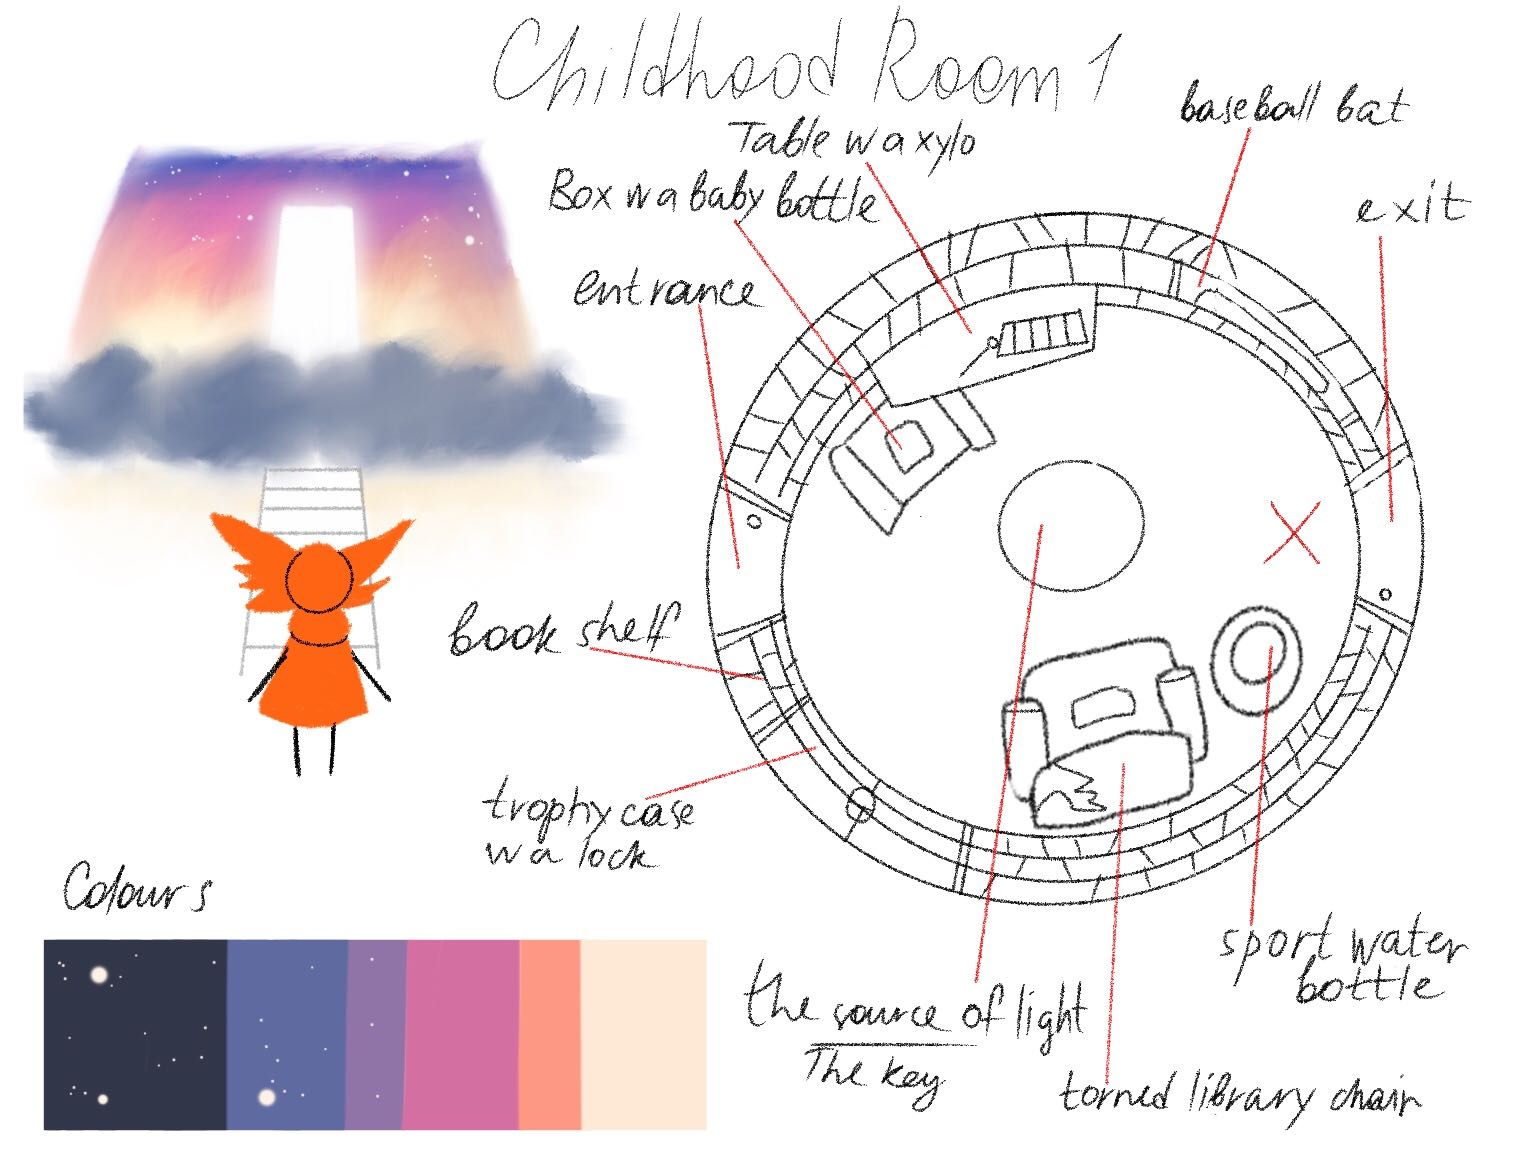 Childhood Room 1
Table w a xylo
baseball bat
Box w a baby bottle
exit
entrance
book shelf
trophy case
w a lock
Colours
sport water
bottle
the source of light
The key
torned library chair